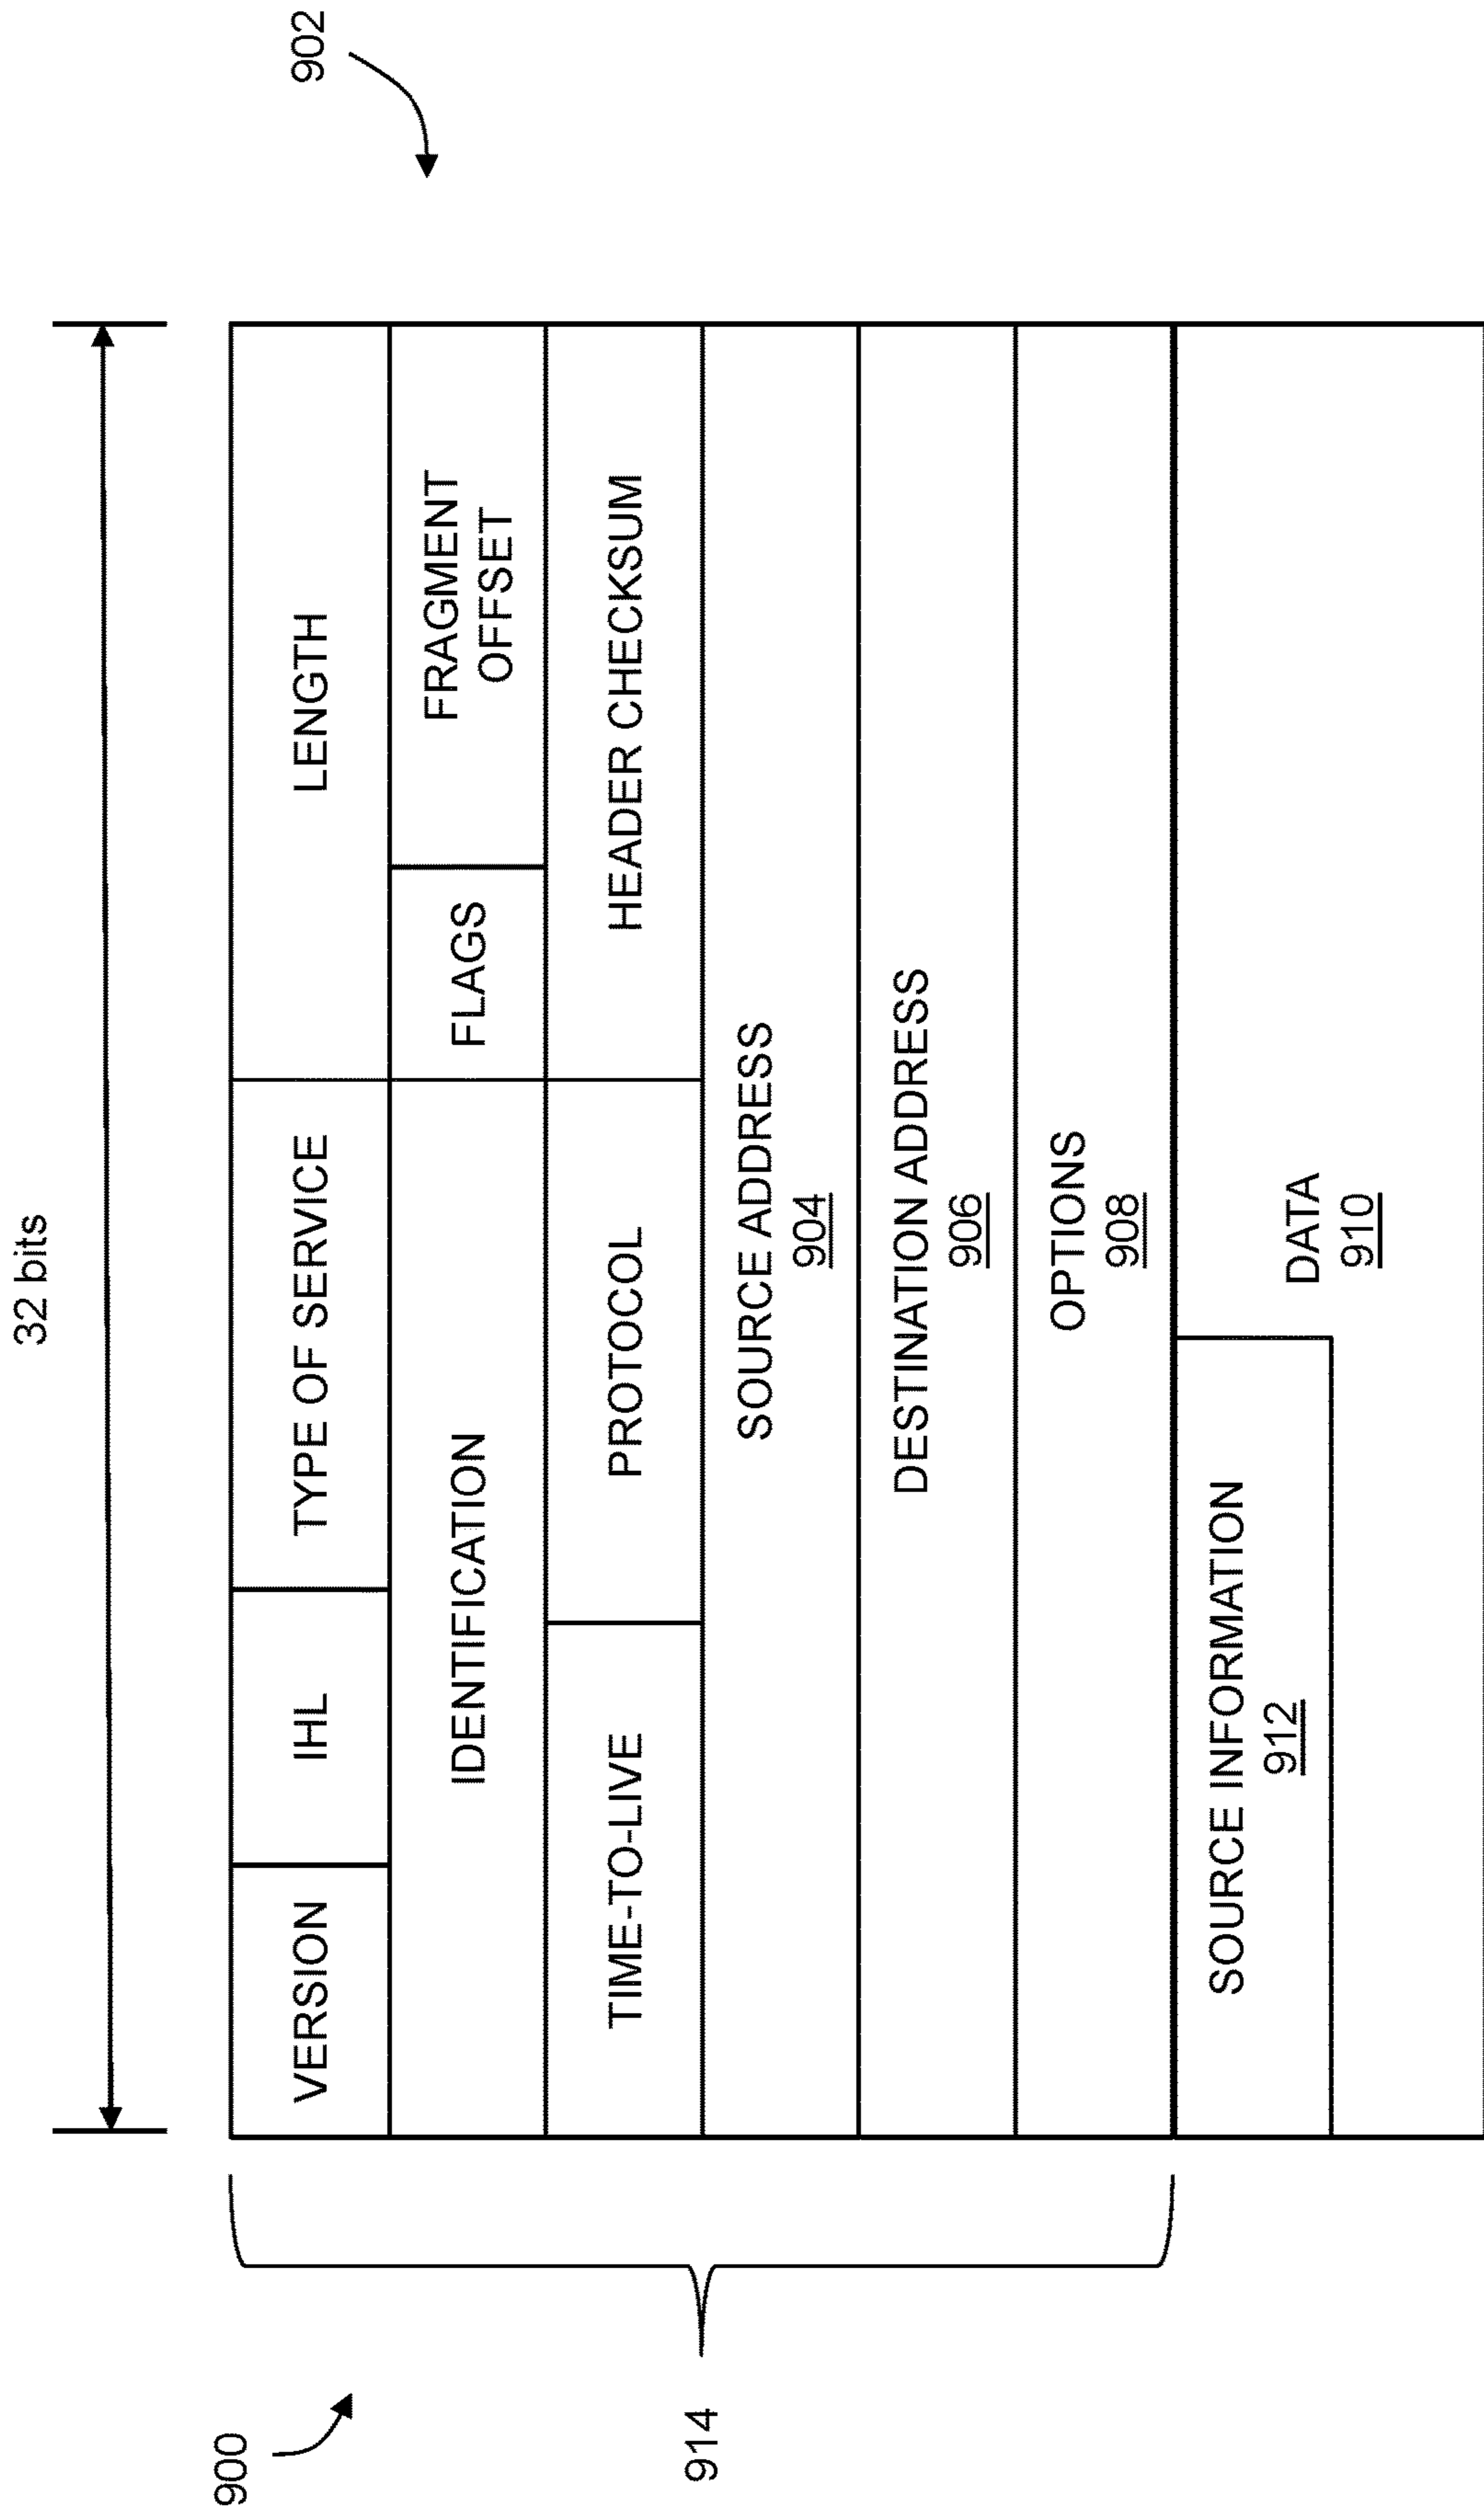 32 bits
900
902
VERSION
IHL
TYPE OF SERVICE
LENGTH
IDENTIFICATION
FLAGS
FRAGMENT
OFFSET
TIME-TO-LIVE
PROTOCOL
HEADER CHECKSUM
914
SOURCE ADDRESS
904
DESTINATION ADDRESS
906
OPTIONS
908
SOURCE INFORMATION
912
DATA
910